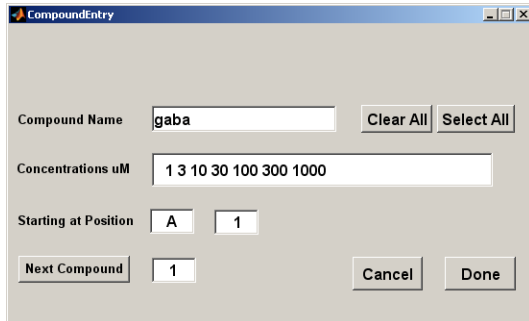 CompoundEntry
Compound Name gaba Clear All Select All
Concentrations uM 1 3 10 30 100 300 1000
Starting at Position A 1
Next Compound 1 Cancel Done